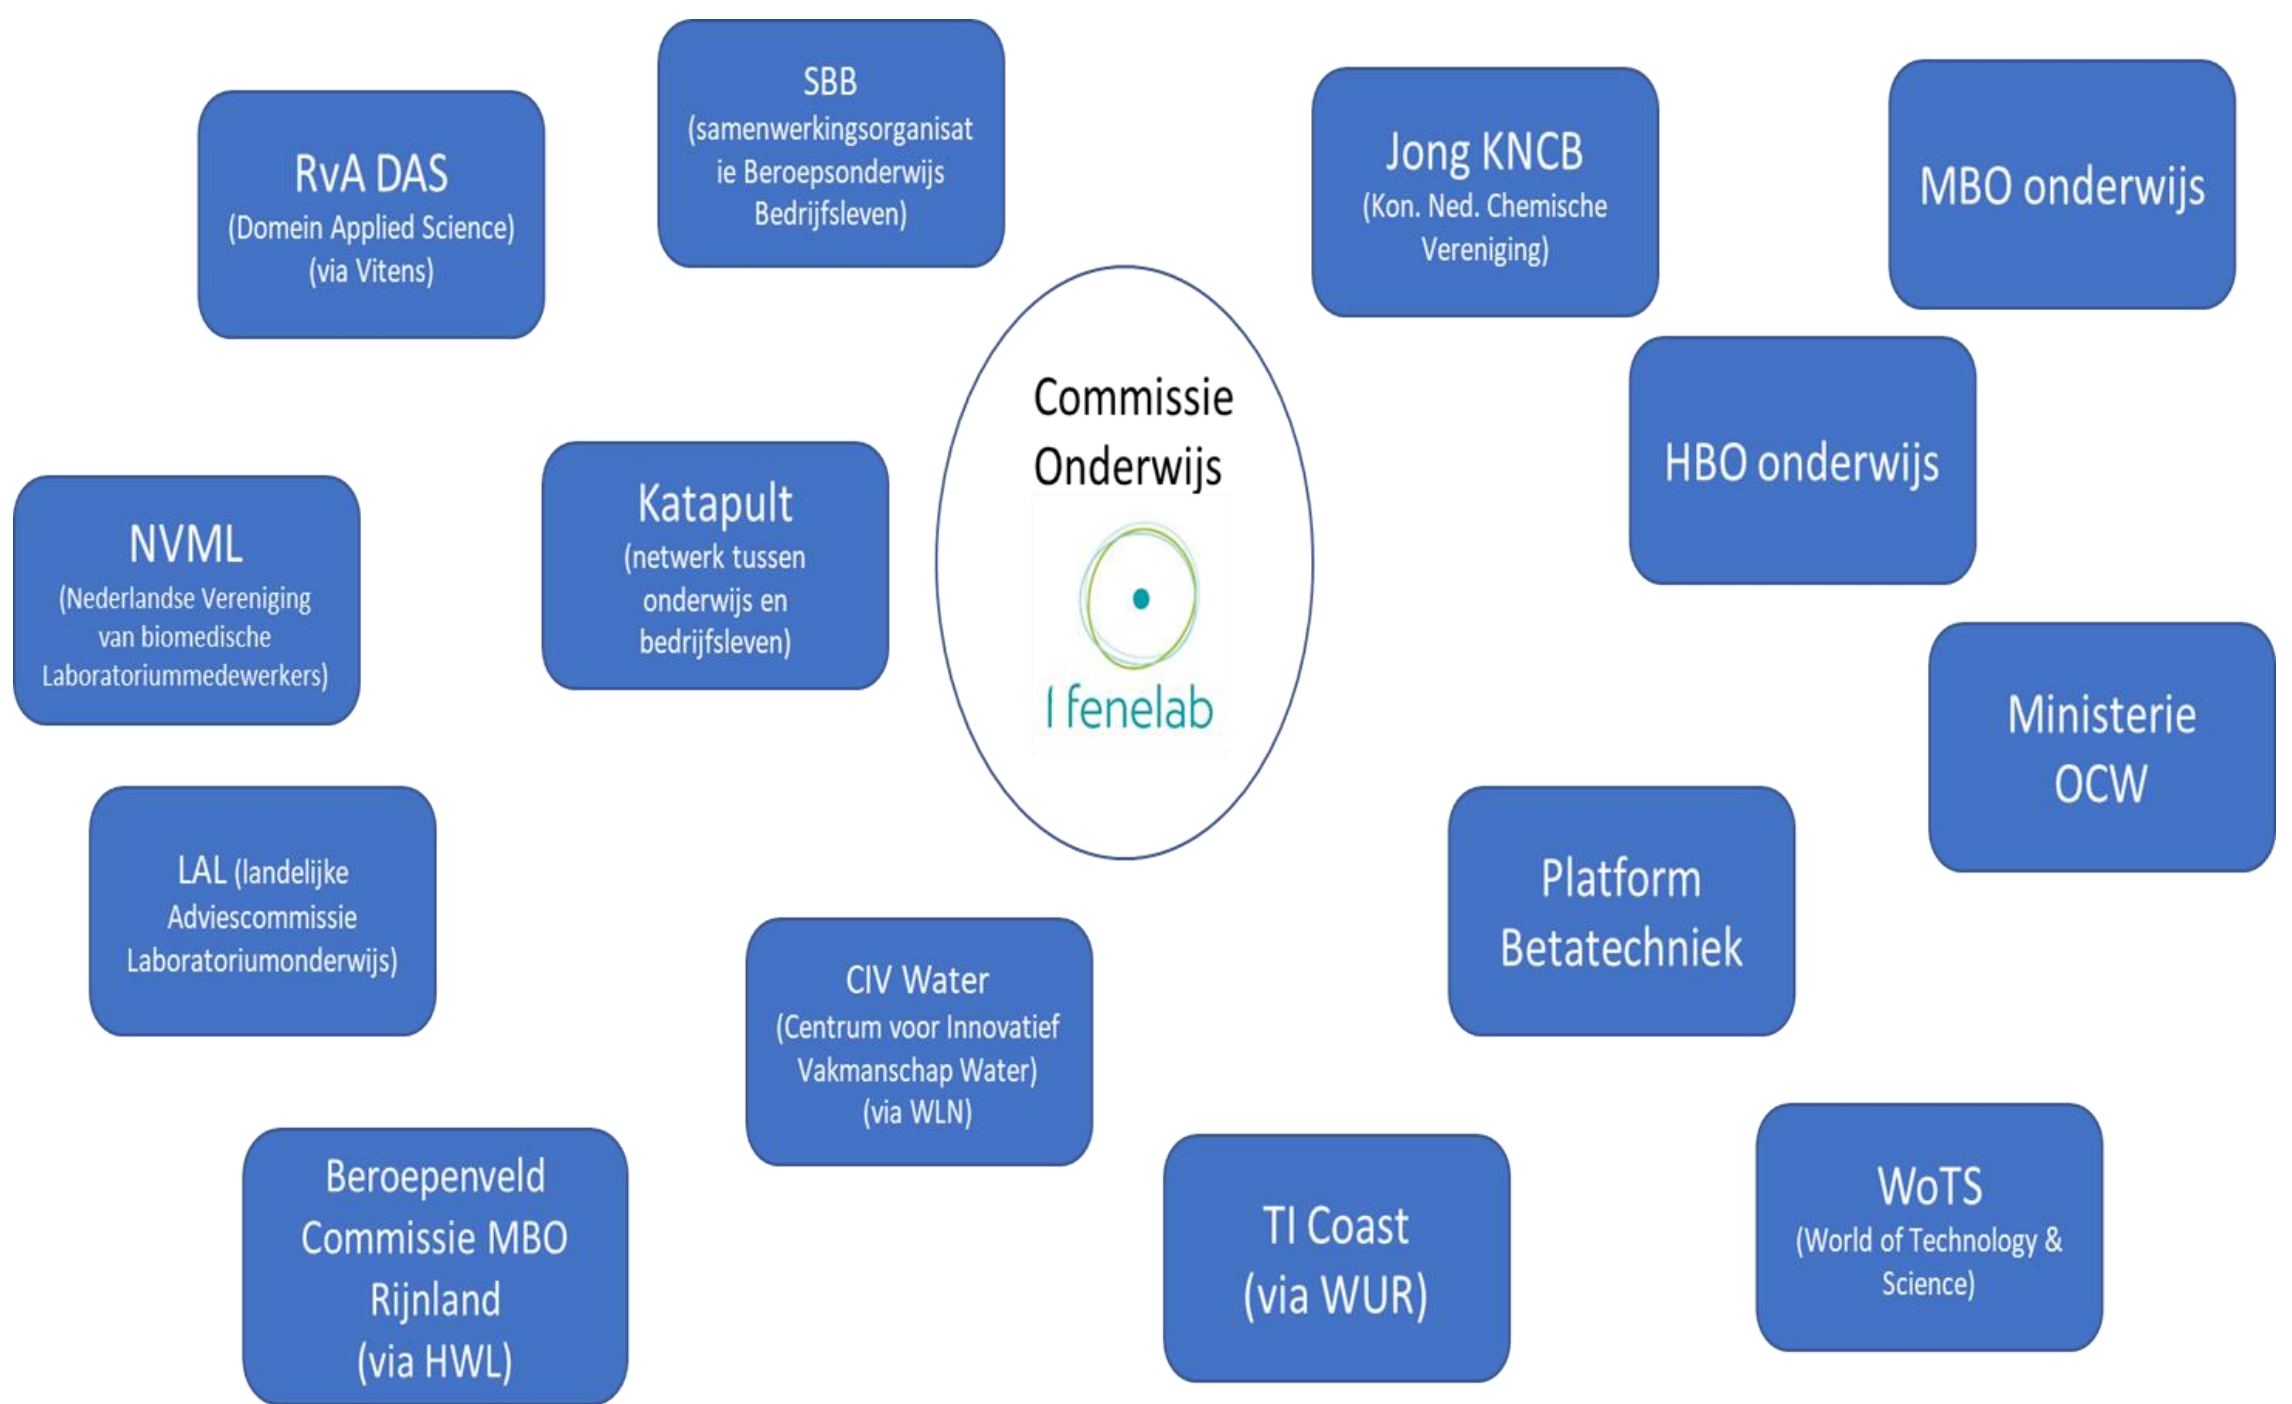 SBB
(samenwerkingsorganisat
ie Beroepsonderwijs
Bedrijfsleven)
RvA DAS
(Domein Applied Science)
(via Vitens)
Jong KNCB
(Kon. Ned. Chemische
Vereniging)
MBO onderwijs
Commissie
Onderwijs
fenelab
HBO onderwijs
Katapult
(netwerk tussen
onderwijs en
bedrijfsleven)
NVML
(Nederlandse Vereniging
van biomedische
Laboratoriummedewerkers)
Ministerie
OCW
LAL (landelijke
Adviescommissie
Laboratoriumonderwijs)
Platform
Betatechniek
CIV Water
(Centrum voor Innovatief
Vakmanschap Water)
(via WLN)
Beroepenveld
Commissie MBO
Rijnland
(via HWL)
TI Coast
(via WUR)
WoTS
(World of Technology &
Science)